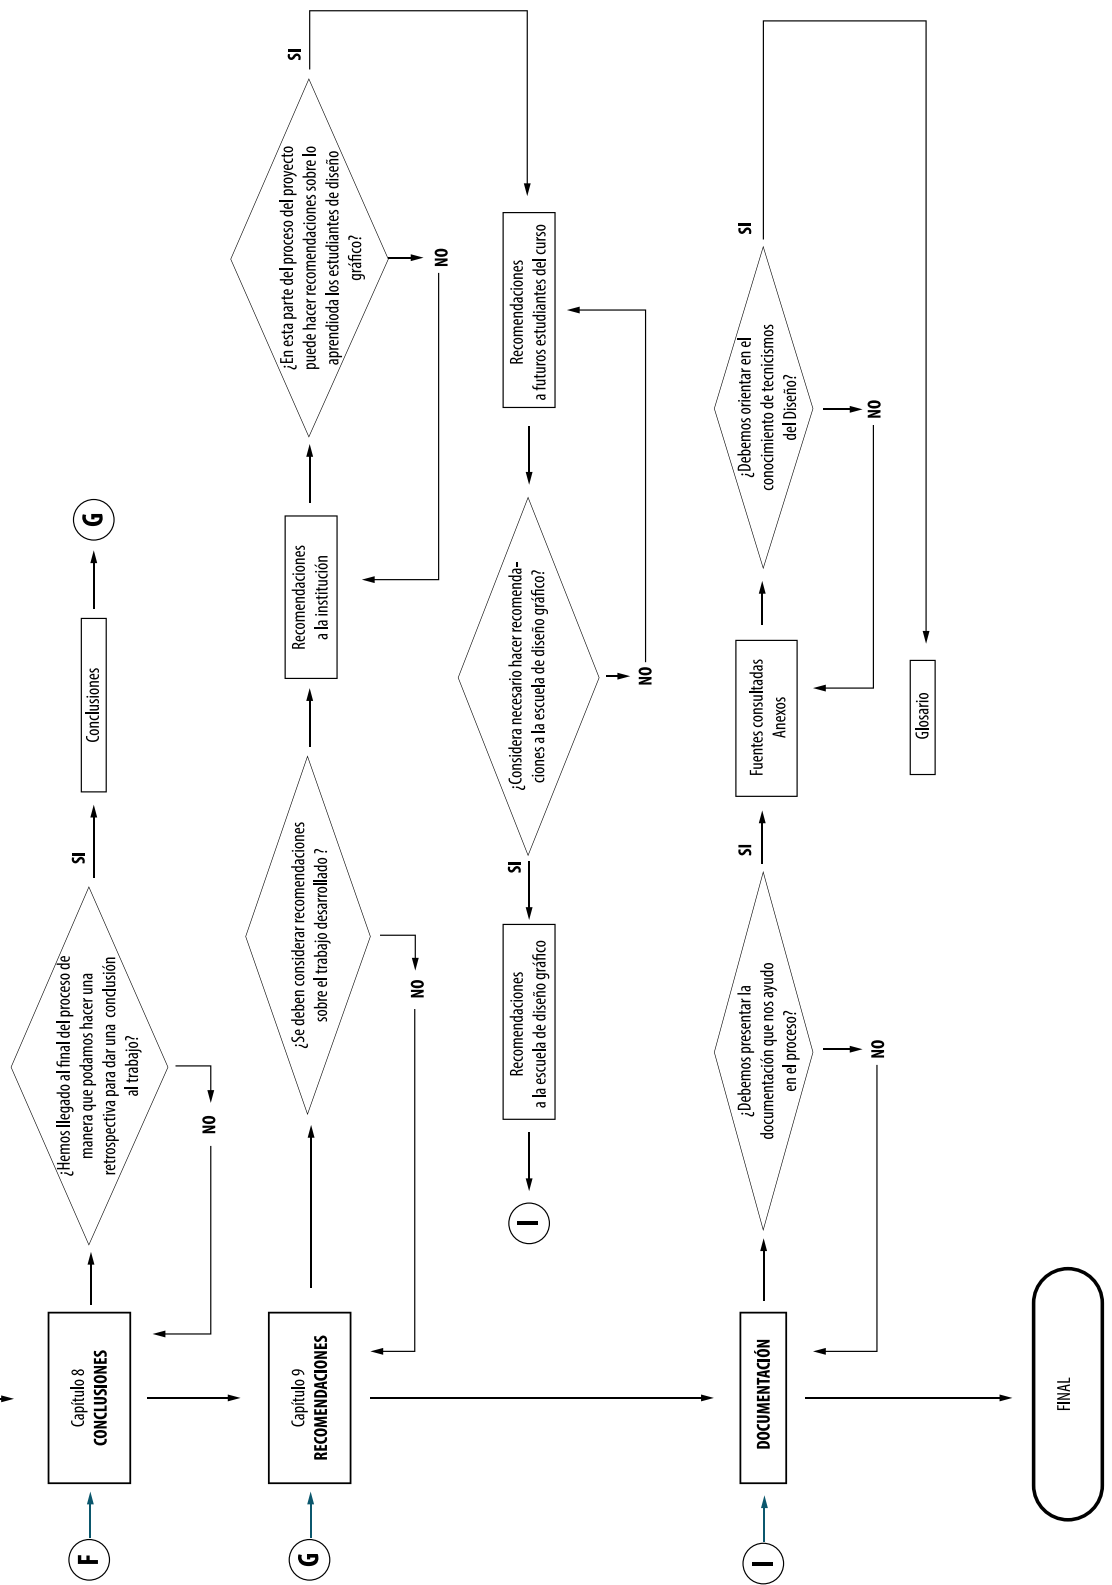 F
Capítulo 8
CONCLUSIONES
¿Hemos llegado al final del proceso de
manera que podamos hacer una
retrospectiva para dar una conclusión
al trabajo?
NO
SI
Conclusiones
G
G
Capítulo 9
RECOMENDACIONES
¿Se deben considerar recomendaciones
sobre el trabajo desarrollado ?
NO
Recomendaciones
a la institución
¿En esta parte del proceso del proyecto
puede hacer recomendaciones sobre lo
aprendioda los estudiantes de diseño
gráfico?
NO
SI
Recomendaciones
a futuros estudiantes del curso
¿Considera necesario hacer recomenda-
ciones a la escuela de diseño gráfico?
NO
SI
Recomendaciones
a la escuela de diseño gráfico
I
I
DOCUMENTACIÓN
¿Debemos presentar la
documentación que nos ayudo
en el proceso?
NO
SI
Fuentes consultadas
Anexos
¿Debemos orientar en el
conocimiento de tecnicismos
del Diseño?
NO
SI
Glosario
FINAL